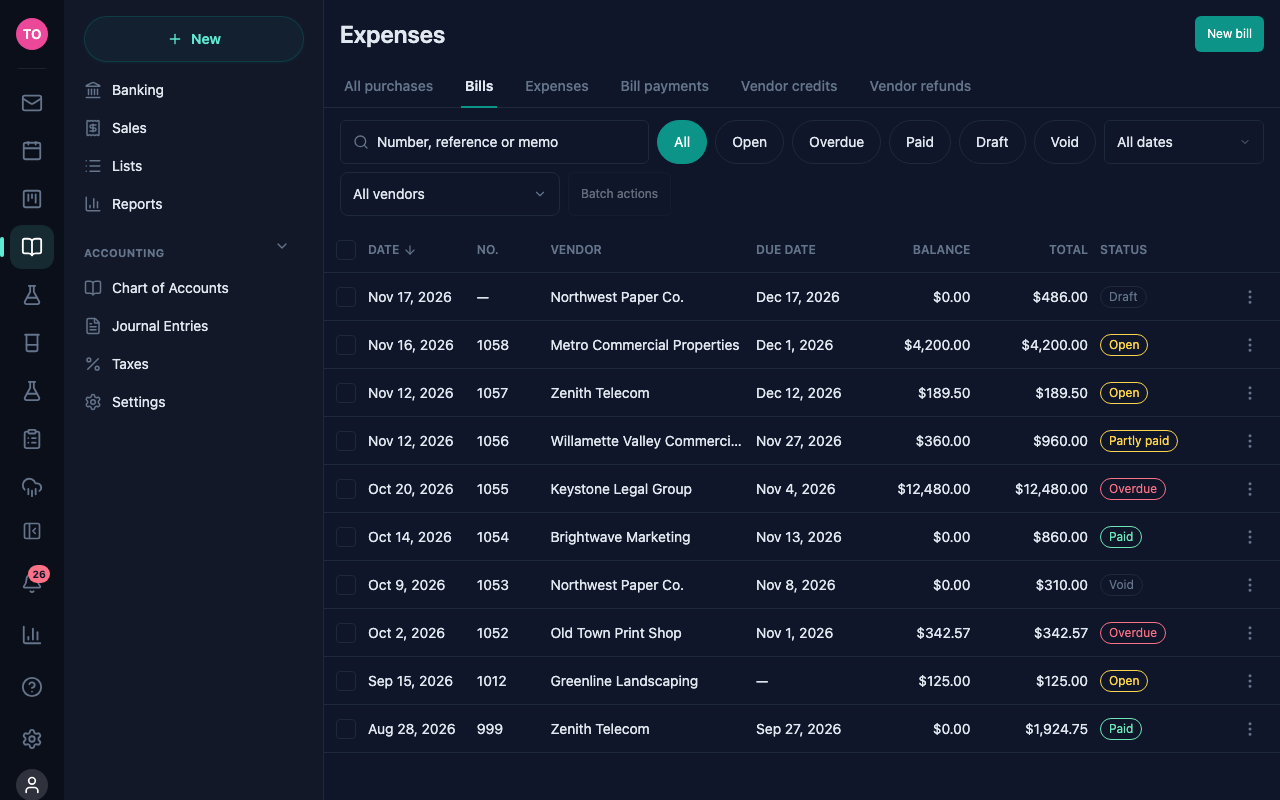 TO
New
Banking
Sales
Lists
Reports
ACCOUNTING
Chart of Accounts
Journal Entries
Taxes
Settings
26
Expenses
New bill
All purchases Bills Expenses Bill payments Vendor credits Vendor refunds
Number, reference or memo All Open Overdue Paid Draft Void All dates
All vendors Batch actions
DATE NO. VENDOR DUE DATE BALANCE TOTAL STATUS
Nov 17, 2026 — Northwest Paper Co. Dec 17, 2026 $0.00 $486.00 Draft
Nov 16, 2026 1058 Metro Commercial Properties Dec 1, 2026 $4,200.00 $4,200.00 Open
Nov 12, 2026 1057 Zenith Telecom Dec 12, 2026 $189.50 $189.50 Open
Nov 12, 2026 1056 Willamette Valley Commerci... Nov 27, 2026 $360.00 $960.00 Partly paid
Oct 20, 2026 1055 Keystone Legal Group Nov 4, 2026 $12,480.00 $12,480.00 Overdue
Oct 14, 2026 1054 Brightwave Marketing Nov 13, 2026 $0.00 $860.00 Paid
Oct 9, 2026 1053 Northwest Paper Co. Nov 8, 2026 $0.00 $310.00 Void
Oct 2, 2026 1052 Old Town Print Shop Nov 1, 2026 $342.57 $342.57 Overdue
Sep 15, 2026 1012 Greenline Landscaping — $125.00 $125.00 Open
Aug 28, 2026 999 Zenith Telecom Sep 27, 2026 $0.00 $1,924.75 Paid